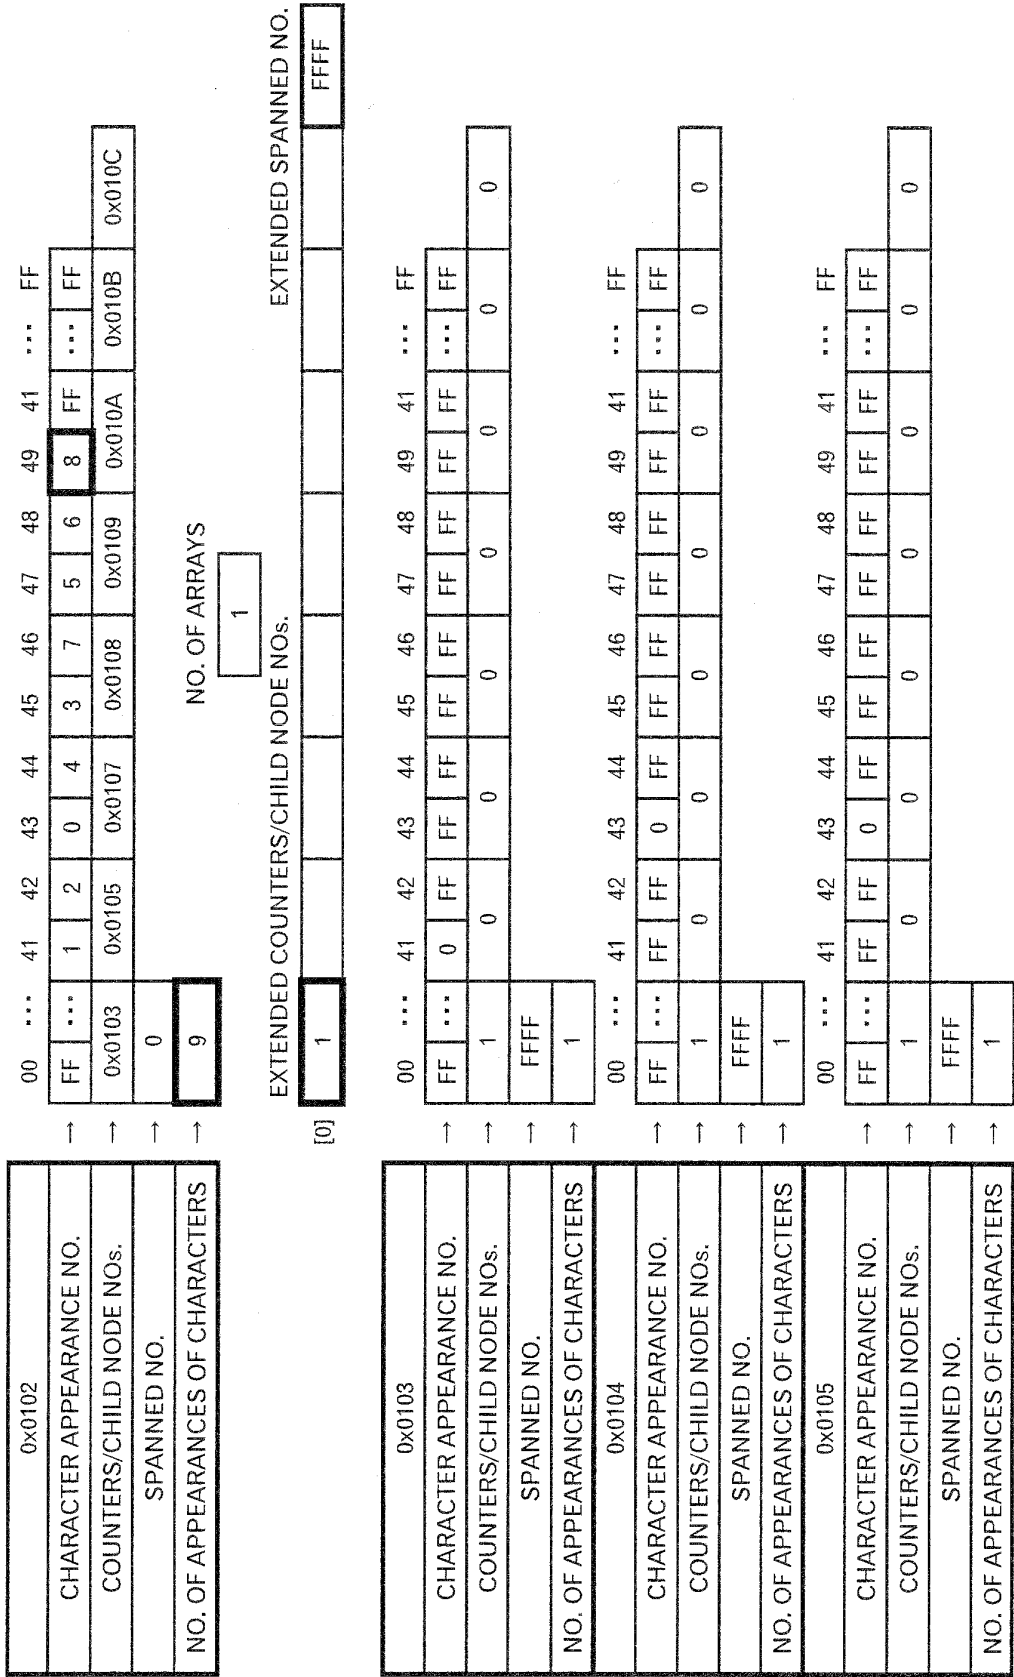 0x0102 00 ... 41 42 43 44 45 46 47 48 49 41 ... FF
CHARACTER APPEARANCE NO. → FF ... 1 2 0 4 3 7 5 6 8 FF ... FF
COUNTERS/CHILD NODE NOs. → 0x0103 0x0105 0x0107 0x0108 0x0109 0x010A 0x010B 0x010C
SPANNED NO. → 0
NO. OF APPEARANCES OF CHARACTERS → 9
NO. OF ARRAYS
1
EXTENDED COUNTERS/CHILD NODE NOs. EXTENDED SPANNED NO.
[0] 1 FFFF
0x0103 00 ... 41 42 43 44 45 46 47 48 49 41 ... FF
CHARACTER APPEARANCE NO. → FF ... 0 FF FF FF FF FF FF FF FF FF ... FF
COUNTERS/CHILD NODE NOs. → 1 0 0 0 0 0 0 0
SPANNED NO. → FFFF
NO. OF APPEARANCES OF CHARACTERS → 1
0x0104 00 ... 41 42 43 44 45 46 47 48 49 41 ... FF
CHARACTER APPEARANCE NO. → FF ... FF FF 0 FF FF FF FF FF FF FF ... FF
COUNTERS/CHILD NODE NOs. → 1 0 0 0 0 0 0 0
SPANNED NO. → FFFF
NO. OF APPEARANCES OF CHARACTERS → 1
0x0105 00 ... 41 42 43 44 45 46 47 48 49 41 ... FF
CHARACTER APPEARANCE NO. → FF ... FF FF 0 FF FF FF FF FF FF FF ... FF
COUNTERS/CHILD NODE NOs. → 1 0 0 0 0 0 0 0
SPANNED NO. → FFFF
NO. OF APPEARANCES OF CHARACTERS → 1